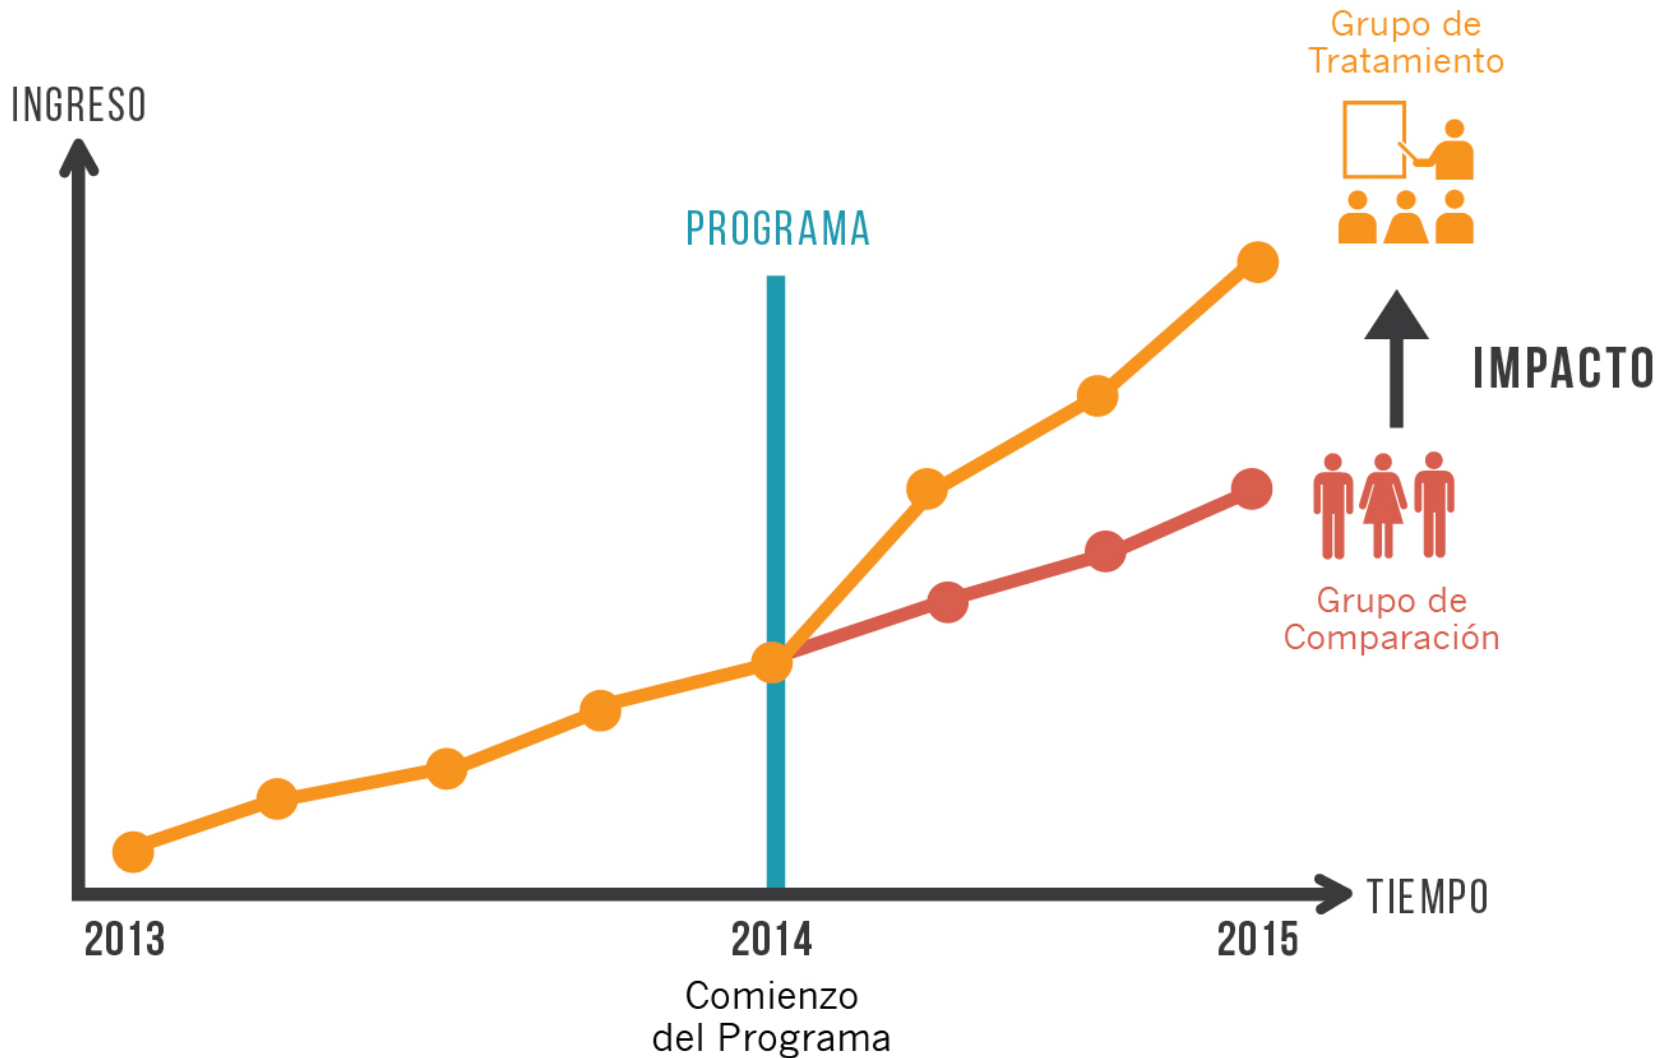 Grupo de
Tratamiento
INGRESO
PROGRAMA
IMPACTO
Grupo de
Comparación
TIEMPO
2013
2014
2015
Comienzo
del Programa